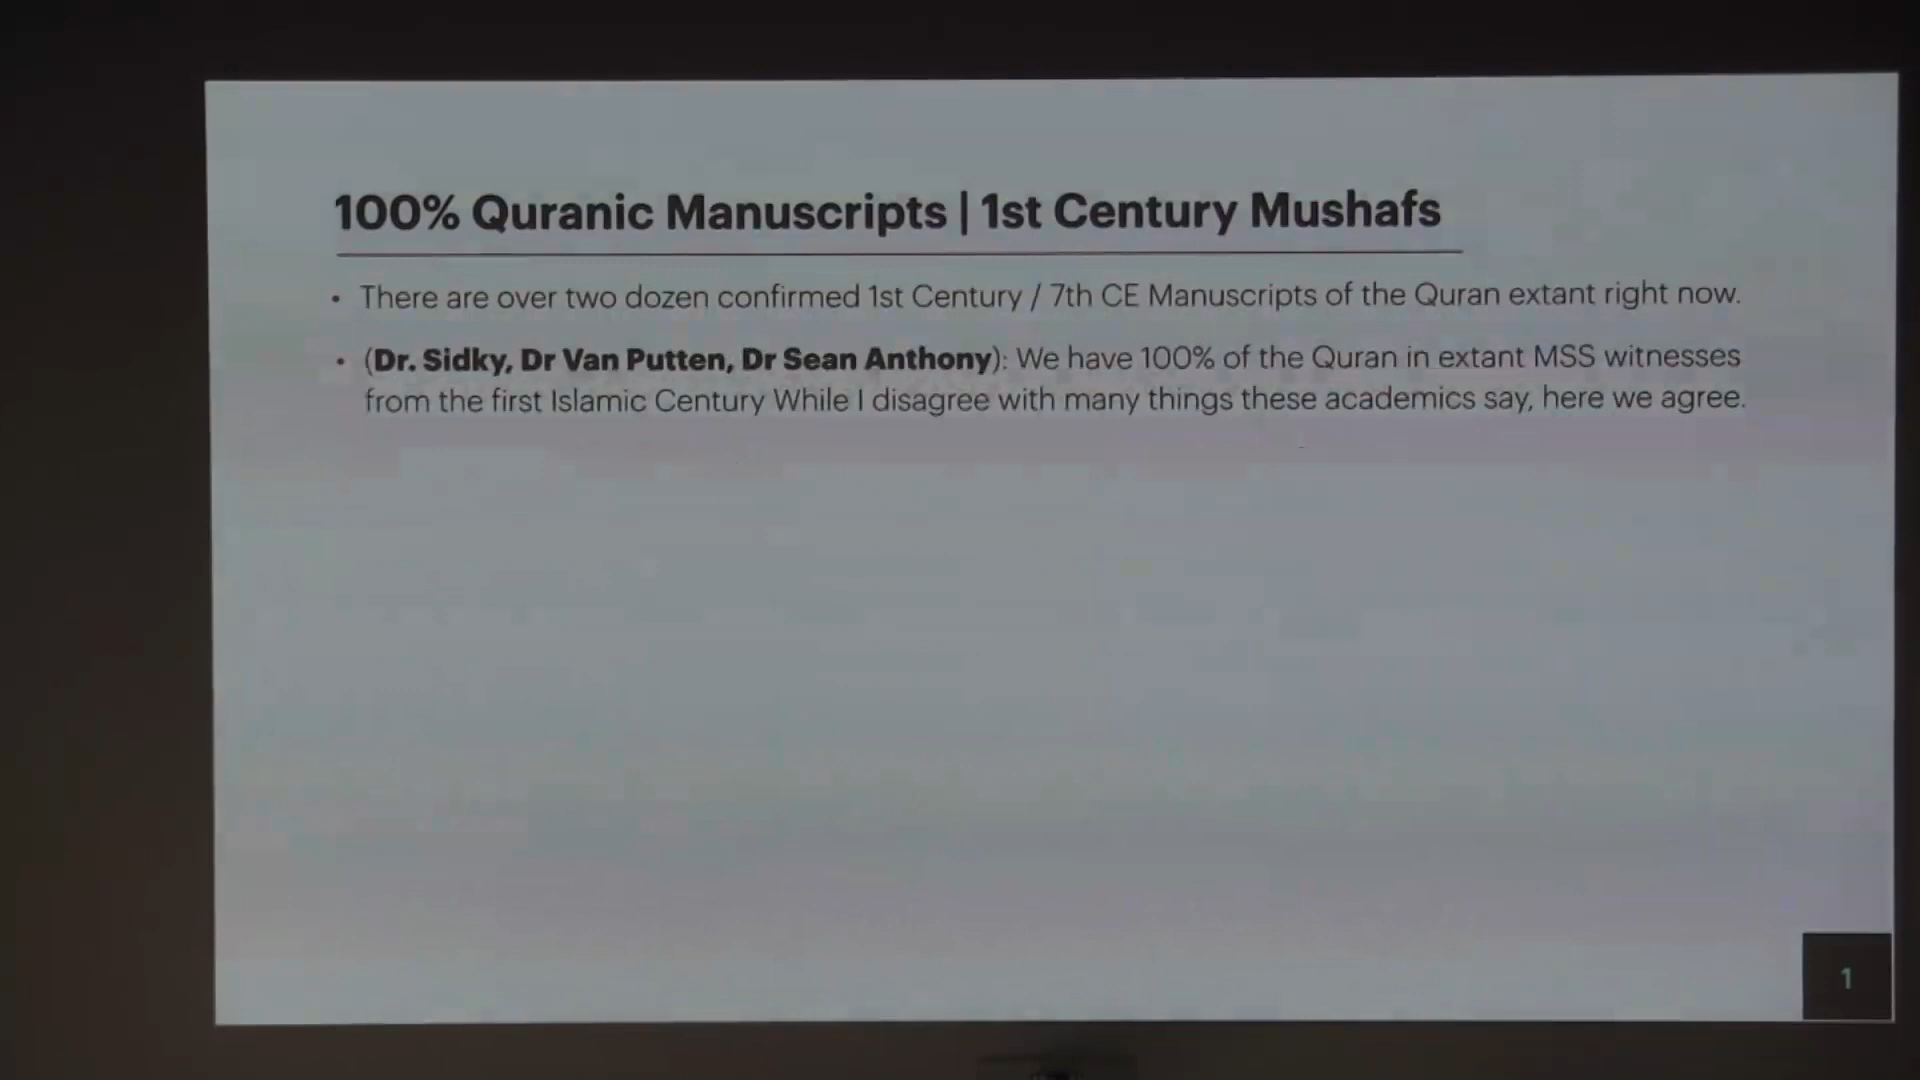 100% Quranic Manuscripts | 1st Century Mushafs
• There are over two dozen confirmed 1st Century / 7th CE Manuscripts of the Quran extant right now.
• (Dr. Sidky, Dr Van Putten, Dr Sean Anthony): We have 100% of the Quran in extant MSS witnesses
from the first Islamic Century While I disagree with many things these academics say, here we agree.
1